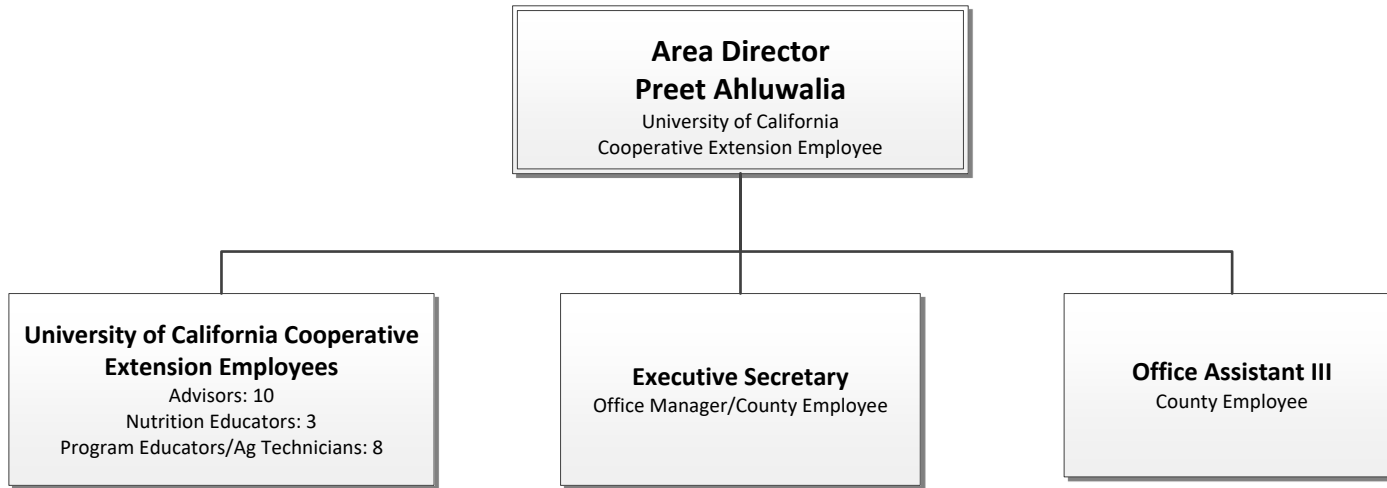 Area Director
Preet Ahluwalia
University of California
Cooperative Extension Employee
University of California Cooperative
Extension Employees
Advisors: 10
Nutrition Educators: 3
Program Educators/Ag Technicians: 8
Executive Secretary
Office Manager/County Employee
Office Assistant III
County Employee